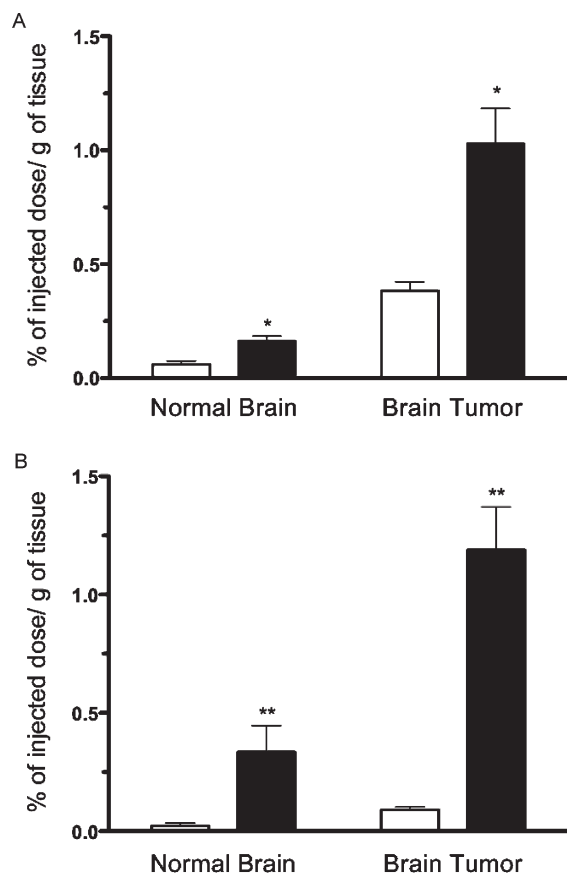 A
% of injected dose/ g of tissue
1.5
1.0
0.5
0.0
*
*
Normal Brain
Brain Tumor
B
% of injected dose/ g of tissue
1.5
1.0
0.5
0.0
**
**
Normal Brain
Brain Tumor